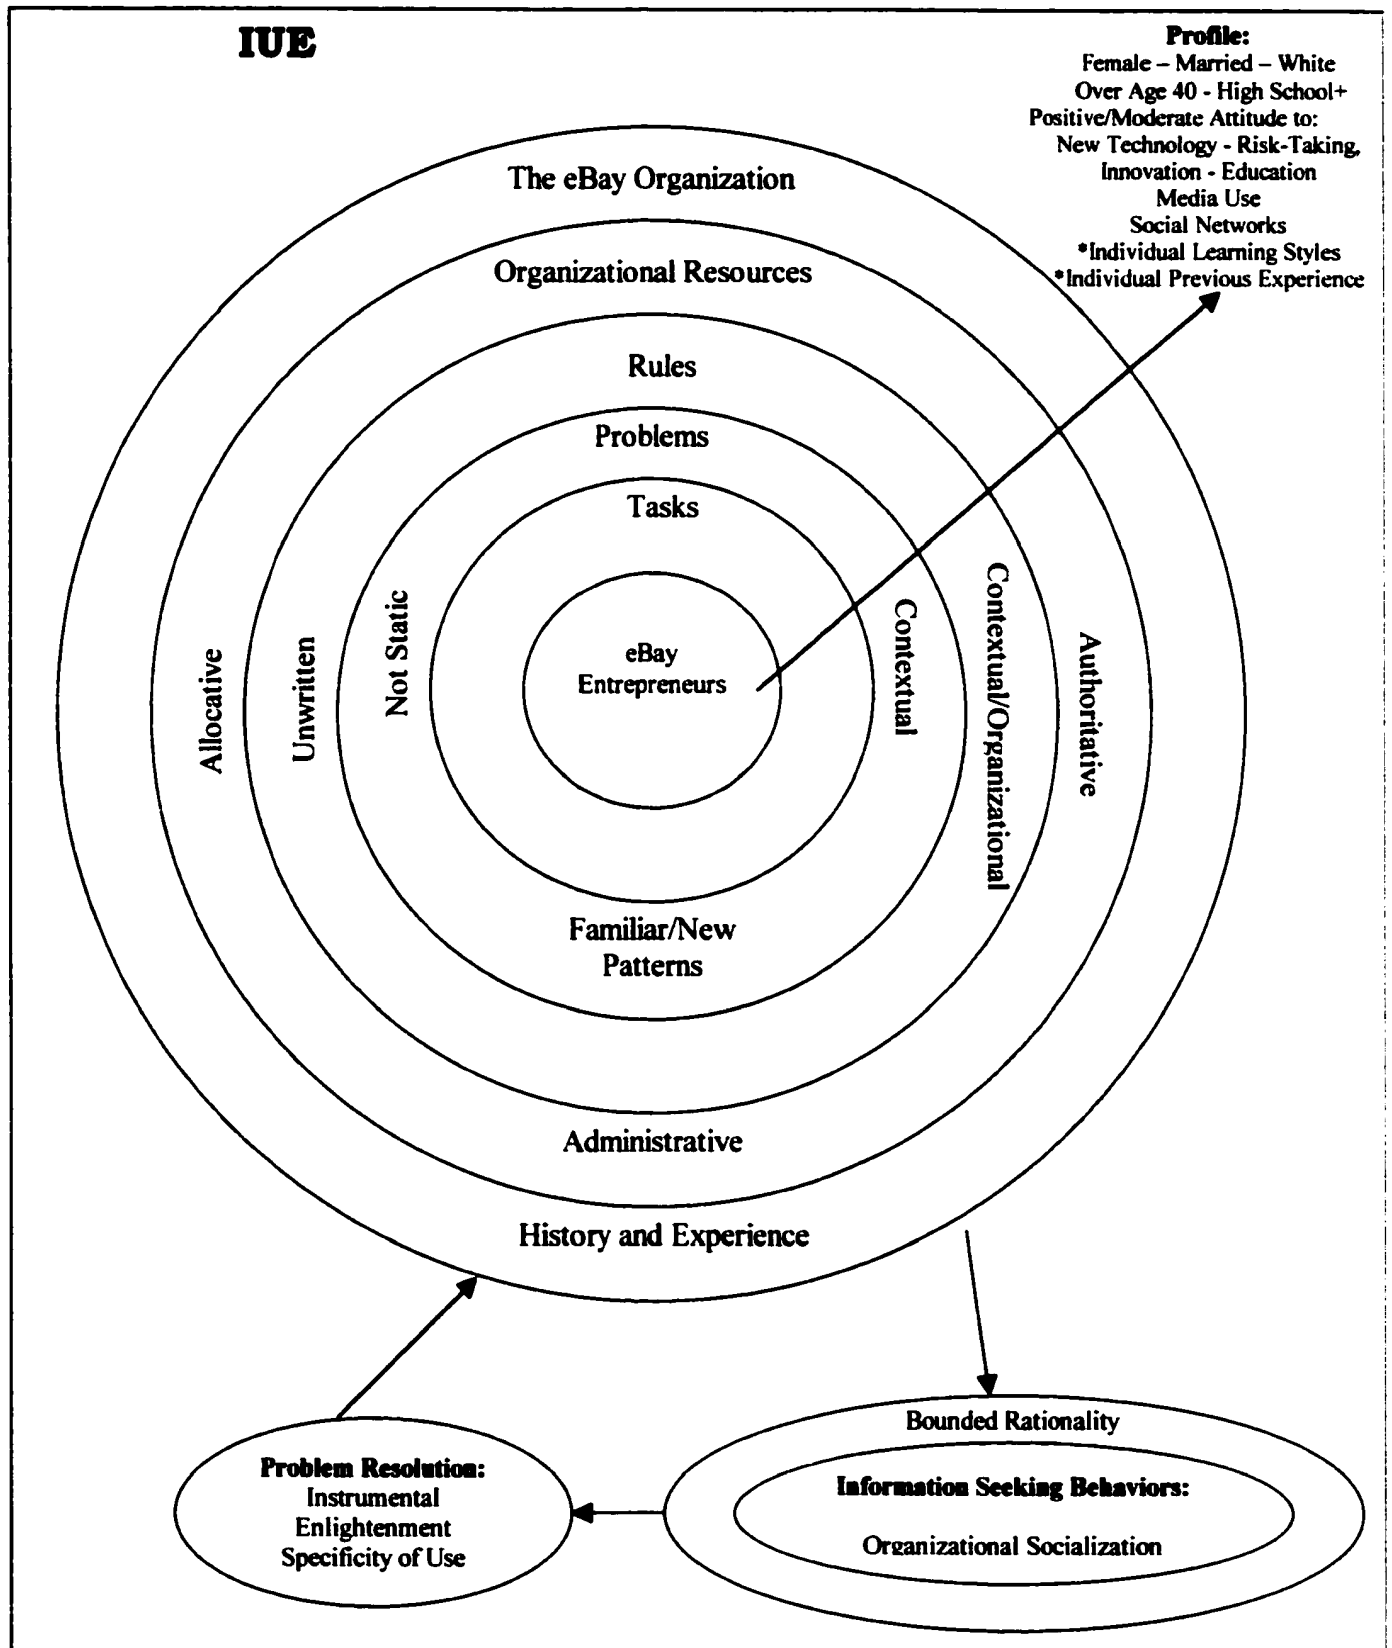 IUE
Profile:
Female – Married – White
Over Age 40 - High School+
Positive/Moderate Attitude to:
New Technology - Risk-Taking,
Innovation - Education
Media Use
Social Networks
*Individual Learning Styles
*Individual Previous Experience
The eBay Organization
Organizational Resources
Rules
Problems
Tasks
eBay
Entrepreneurs
Allocative
Unwritten
Not Static
Contextual
Contextual/Organizational
Authoritative
Familiar/New
Patterns
Administrative
History and Experience
Bounded Rationality
Information Seeking Behaviors:
Organizational Socialization
Problem Resolution:
Instrumental
Enlightenment
Specificity of Use